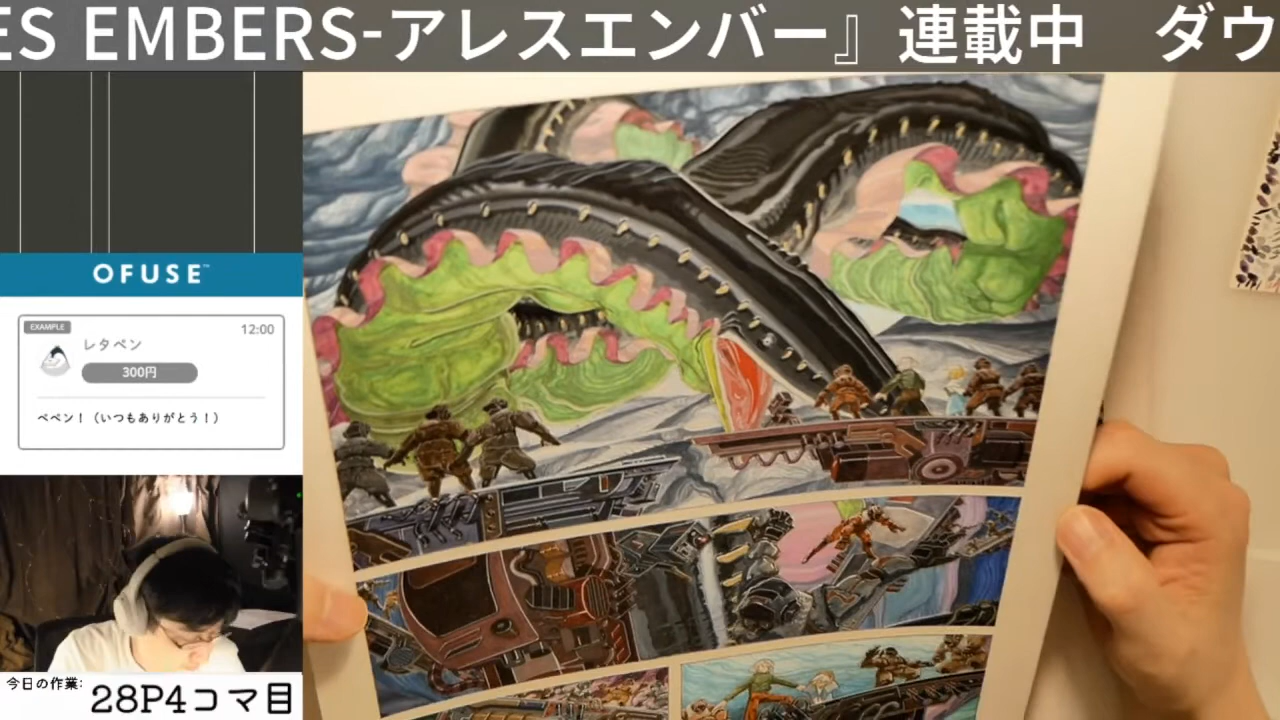 ES EMBERS-アレスエンバー』 連載中　ダウ
OFUSE™
EXAMPLE
12:00
レタペン
300円
ペペン！（いつもありがとう！）
今日の作業:
28P4コマ目